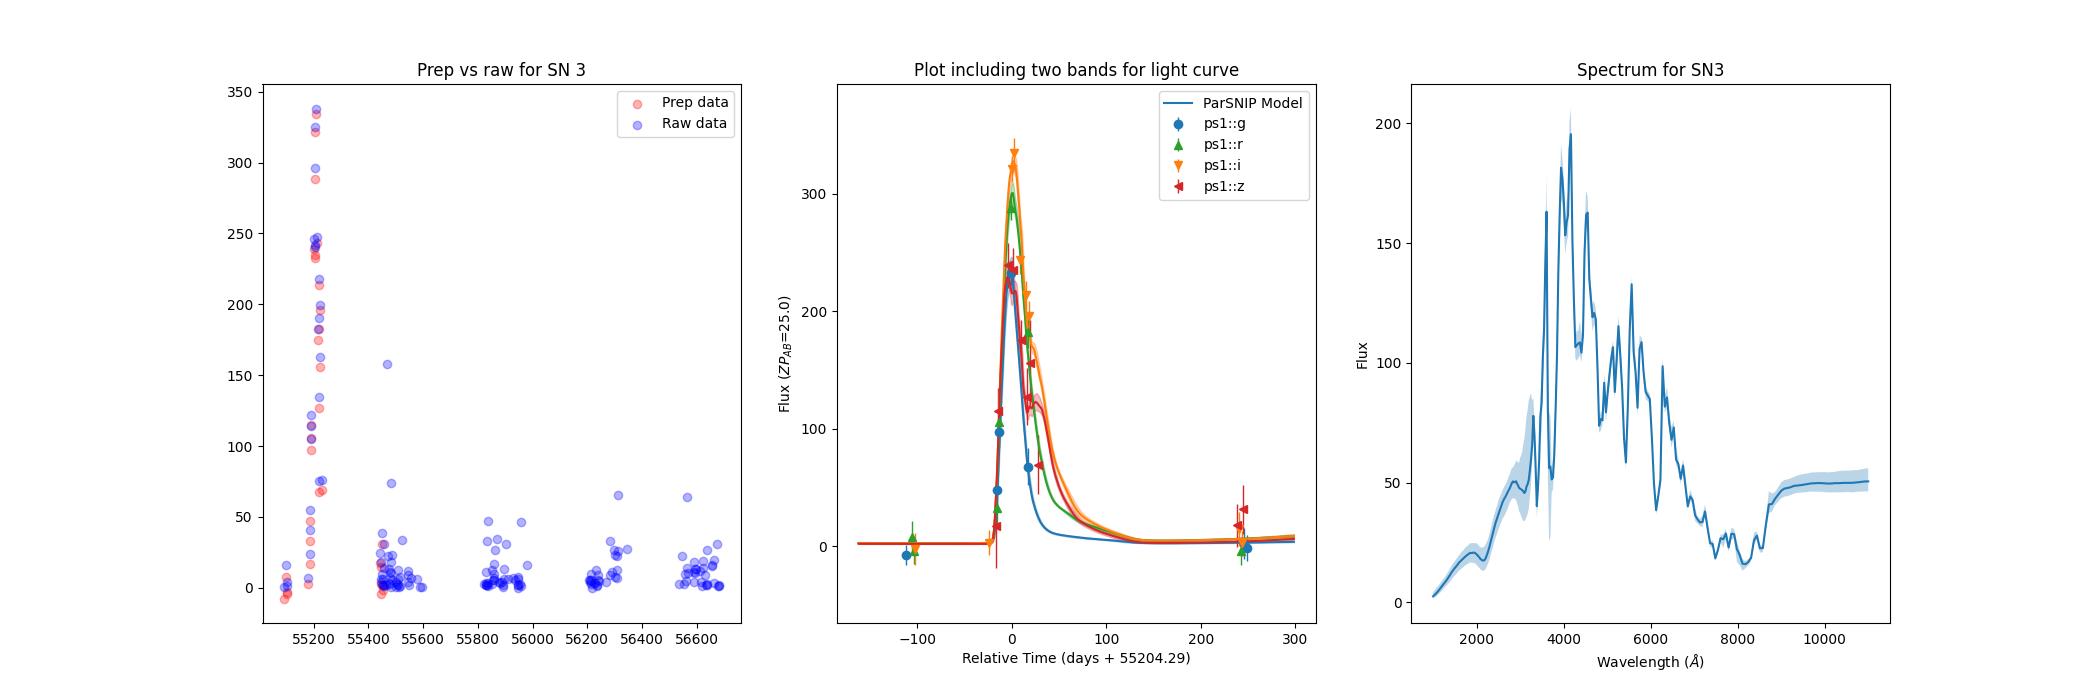 Prep vs raw for SN 3
Prep data
Raw data
350
300
250
200
150
100
50
0
55200 55400 55600 55800 56000 56200 56400 56600
Plot including two bands for light curve
ParSNIP Model
ps1::g
ps1::r
ps1::i
ps1::z
Flux (ZP_AB=25.0)
300
200
100
0
−100 0 100 200 300
Relative Time (days + 55204.29)
Spectrum for SN3
Flux
200
150
100
50
0
2000 4000 6000 8000 10000
Wavelength (Å)